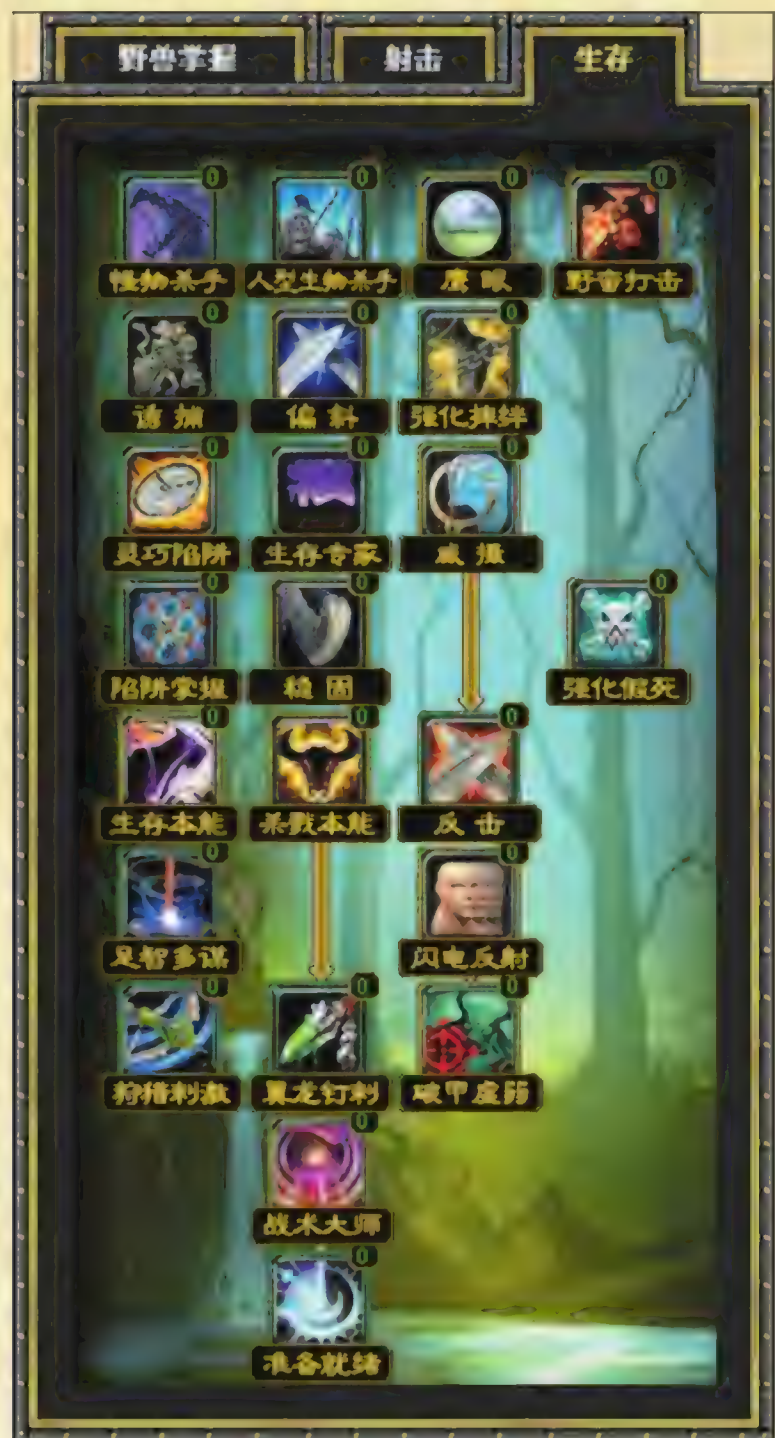 野兽掌握 射击 生存
0 0 0 0
怪物杀手 人型生物杀手 鹰眼 野蛮打击
0 0 0
诱捕 偏斜 强化摔绊
0 0 0
灵巧陷阱 生存专家 威慑
0 0 0
陷阱掌握 稳固 强化假死
0 0 0
生存本能 杀戮本能 反击
0 0
足智多谋 闪电反射
0 0 0
狩猎刺激 翼龙钉刺 破甲虚弱
0
战术大师
0
准备就绪